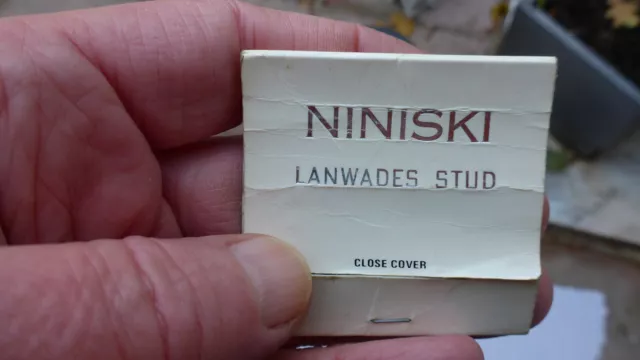 NINISKI
LANWADES STUD
CLOSE COVER